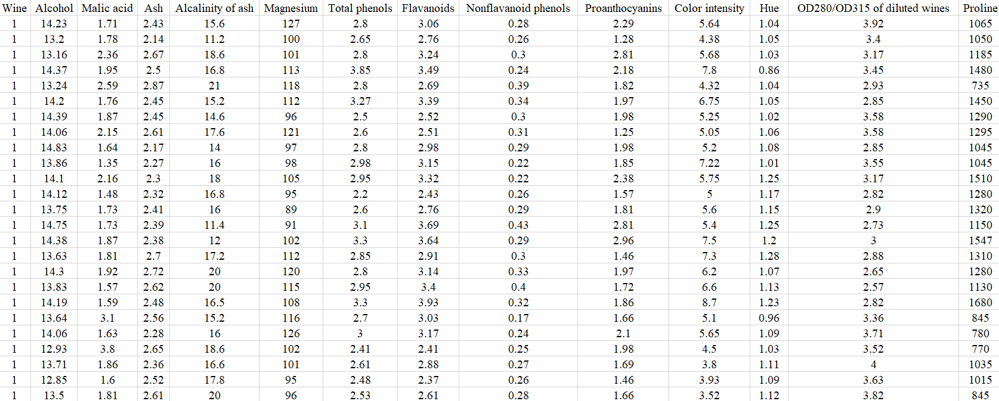 Wine Alcohol Malic acid Ash Alcalinity of ash Magnesium Total phenols Flavanoids Nonflavanoid phenols Proanthocyanins Color intensity Hue OD280/OD315 of diluted wines Proline
1 14.23 1.71 2.43 15.6 127 2.8 3.06 0.28 2.29 5.64 1.04 3.92 1065
1 13.2 1.78 2.14 11.2 100 2.65 2.76 0.26 1.28 4.38 1.05 3.4 1050
1 13.16 2.36 2.67 18.6 101 2.8 3.24 0.3 2.81 5.68 1.03 3.17 1185
1 14.37 1.95 2.5 16.8 113 3.85 3.49 0.24 2.18 7.8 0.86 3.45 1480
1 13.24 2.59 2.87 21 118 2.8 2.69 0.39 1.82 4.32 1.04 2.93 735
1 14.2 1.76 2.45 15.2 112 3.27 3.39 0.34 1.97 6.75 1.05 2.85 1450
1 14.39 1.87 2.45 14.6 96 2.5 2.52 0.3 1.98 5.25 1.02 3.58 1290
1 14.06 2.15 2.61 17.6 121 2.6 2.51 0.31 1.25 5.05 1.06 3.58 1295
1 14.83 1.64 2.17 14 97 2.8 2.98 0.29 1.98 5.2 1.08 2.85 1045
1 13.86 1.35 2.27 16 98 2.98 3.15 0.22 1.85 7.22 1.01 3.55 1045
1 14.1 2.16 2.3 18 105 2.95 3.32 0.22 2.38 5.75 1.25 3.17 1510
1 14.12 1.48 2.32 16.8 95 2.2 2.43 0.26 1.57 5 1.17 2.82 1280
1 13.75 1.73 2.41 16 89 2.6 2.76 0.29 1.81 5.6 1.15 2.9 1320
1 14.75 1.73 2.39 11.4 91 3.1 3.69 0.43 2.81 5.4 1.25 2.73 1150
1 14.38 1.87 2.38 12 102 3.3 3.64 0.29 2.96 7.5 1.2 3 1547
1 13.63 1.81 2.7 17.2 112 2.85 2.91 0.3 1.46 7.3 1.28 2.88 1310
1 14.3 1.92 2.72 20 120 2.8 3.14 0.33 1.97 6.2 1.07 2.65 1280
1 13.83 1.57 2.62 20 115 2.95 3.4 0.4 1.72 6.6 1.13 2.57 1130
1 14.19 1.59 2.48 16.5 108 3.3 3.93 0.32 1.86 8.7 1.23 2.82 1680
1 13.64 3.1 2.56 15.2 116 2.7 3.03 0.17 1.66 5.1 0.96 3.36 845
1 14.06 1.63 2.28 16 126 3 3.17 0.24 2.1 5.65 1.09 3.71 780
1 12.93 3.8 2.65 18.6 102 2.41 2.41 0.25 1.98 4.5 1.03 3.52 770
1 13.71 1.86 2.36 16.6 101 2.61 2.88 0.27 1.69 3.8 1.11 4 1035
1 12.85 1.6 2.52 17.8 95 2.48 2.37 0.26 1.46 3.93 1.09 3.63 1015
1 13.5 1.81 2.61 20 96 2.53 2.61 0.28 1.66 3.52 1.12 3.82 845